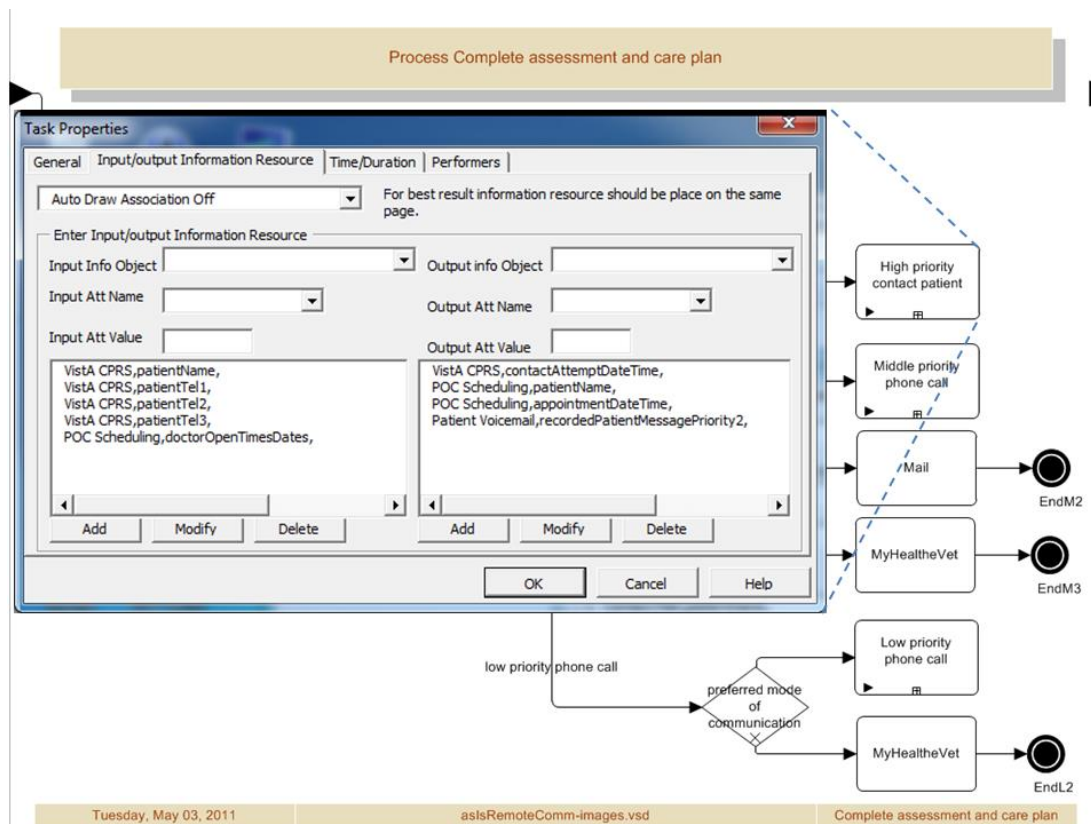 Process Complete assessment and care plan
Task Properties
General
Input/output Information Resource
Time/Duration
Performers
Auto Draw Association Off
For best result information resource should be place on the same
page.
Enter Input/output Information Resource
Input Info Object
Output info Object
Input Att Name
Output Att Name
Input Att Value
Output Att Value
VistA CPRS,patientName,
VistA CPRS,patientTel1,
VistA CPRS,patientTel2,
VistA CPRS,patientTel3,
POC Scheduling,doctorOpenTimesDates,
VistA CPRS,contactAttemptDateTime,
POC Scheduling,patientName,
POC Scheduling,appointmentDateTime,
Patient Voicemail,recordedPatientMessagePriority2,
Add
Modify
Delete
Add
Modify
Delete
OK
Cancel
Help
High priority
contact patient
Middle priority
phone call
Mail
EndM2
MyHealtheVet
EndM3
low priority phone call
preferred mode
of
communication
Low priority
phone call
MyHealtheVet
EndL2
Tuesday, May 03, 2011
asIsRemoteComm-images.vsd
Complete assessment and care plan